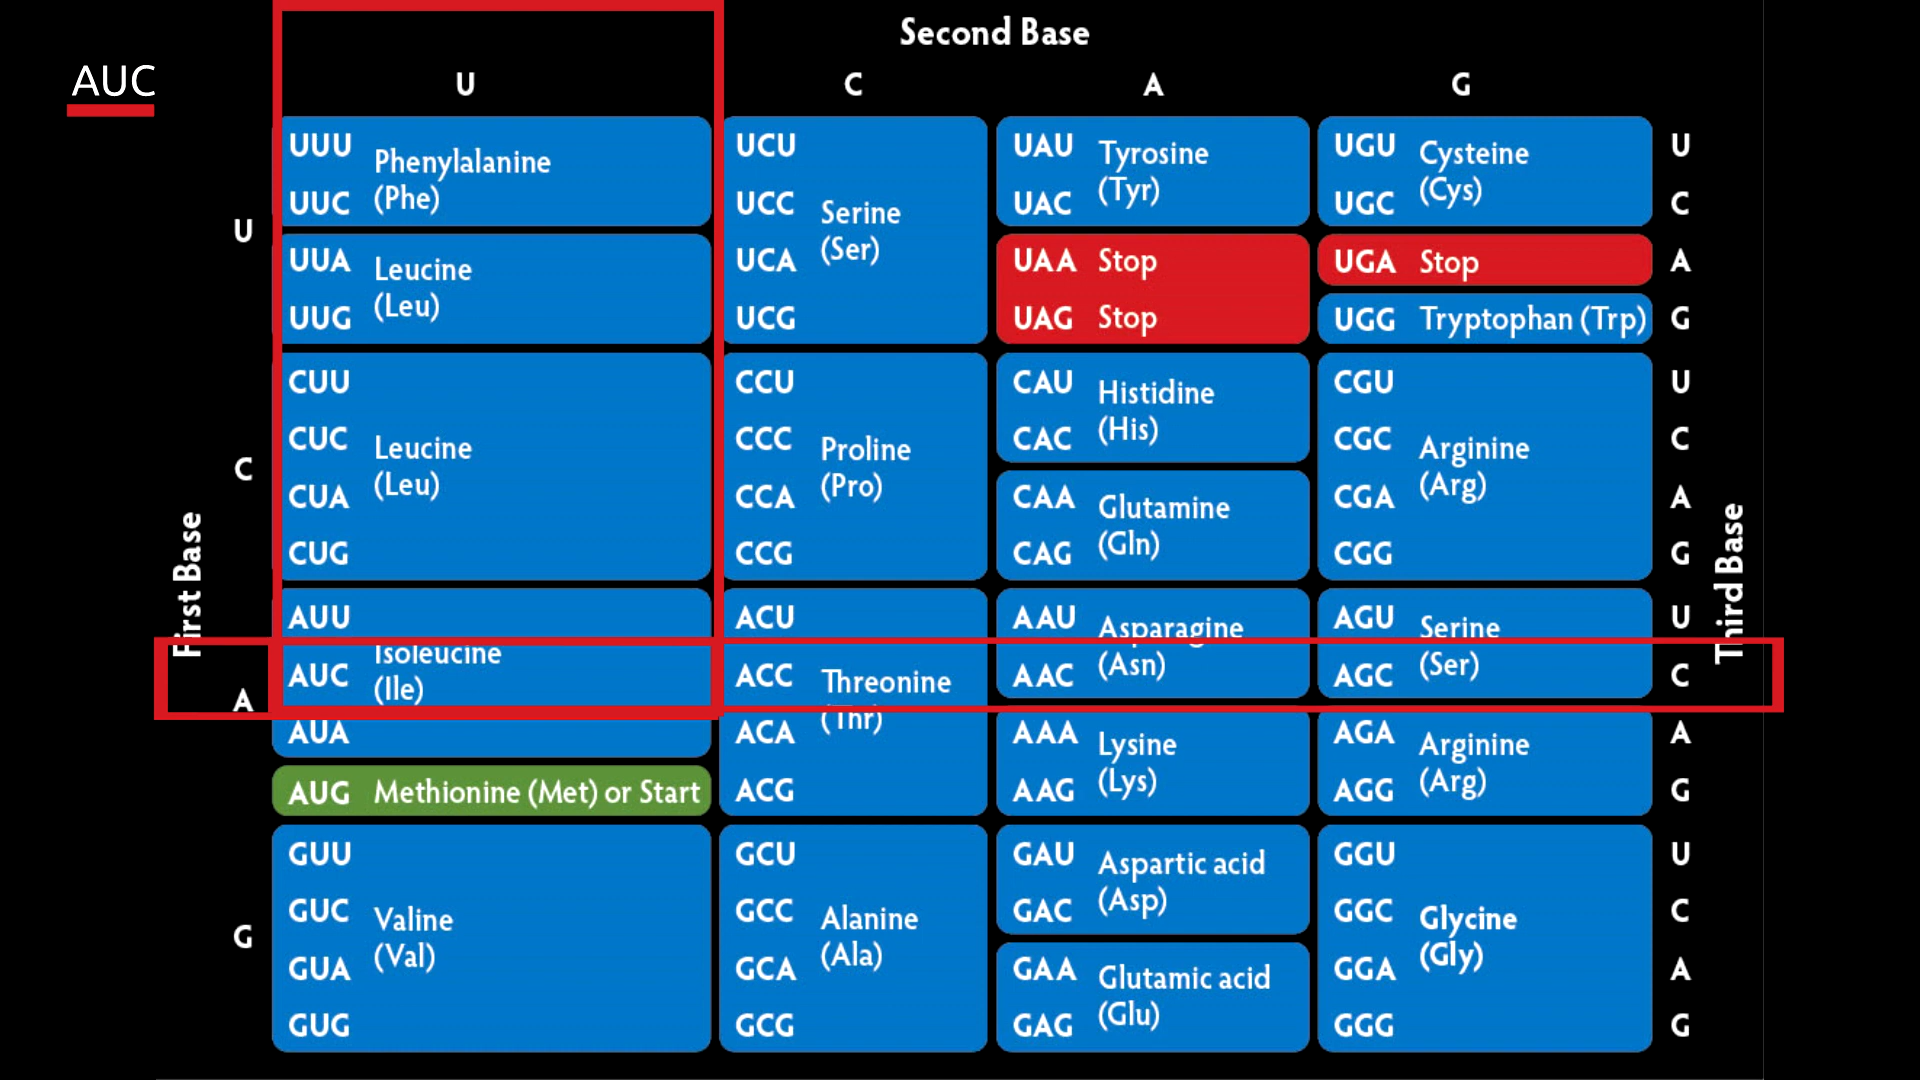 Second Base
AUC
U C A G
UUU Phenylalanine (Phe)
UUC
UUA Leucine (Leu)
UUG
UCU
UCC Serine (Ser)
UCA
UCG
UAU Tyrosine (Tyr)
UAC
UAA Stop
UAG Stop
UGU Cysteine (Cys)
UGC
UGA Stop
UGG Tryptophan (Trp)
U
U
C
A
G
CUU
CUC Leucine (Leu)
CUA
CUG
CCU
CCC Proline (Pro)
CCA
CCG
CAU Histidine (His)
CAC
CAA Glutamine (Gln)
CAG
CGU
CGC Arginine (Arg)
CGA
CGG
C
U
C
A
G
First Base
Third Base
AUU
AUC Isoleucine (Ile)
AUA
AUG Methionine (Met) or Start
ACU
ACC Threonine (Thr)
ACA
ACG
AAU Asparagine (Asn)
AAC
AAA Lysine (Lys)
AAG
AGU Serine (Ser)
AGC
AGA Arginine (Arg)
AGG
A
U
C
A
G
GUU
GUC Valine (Val)
GUA
GUG
GCU
GCC Alanine (Ala)
GCA
GCG
GAU Aspartic acid (Asp)
GAC
GAA Glutamic acid (Glu)
GAG
GGU
GGC Glycine (Gly)
GGA
GGG
G
U
C
A
G